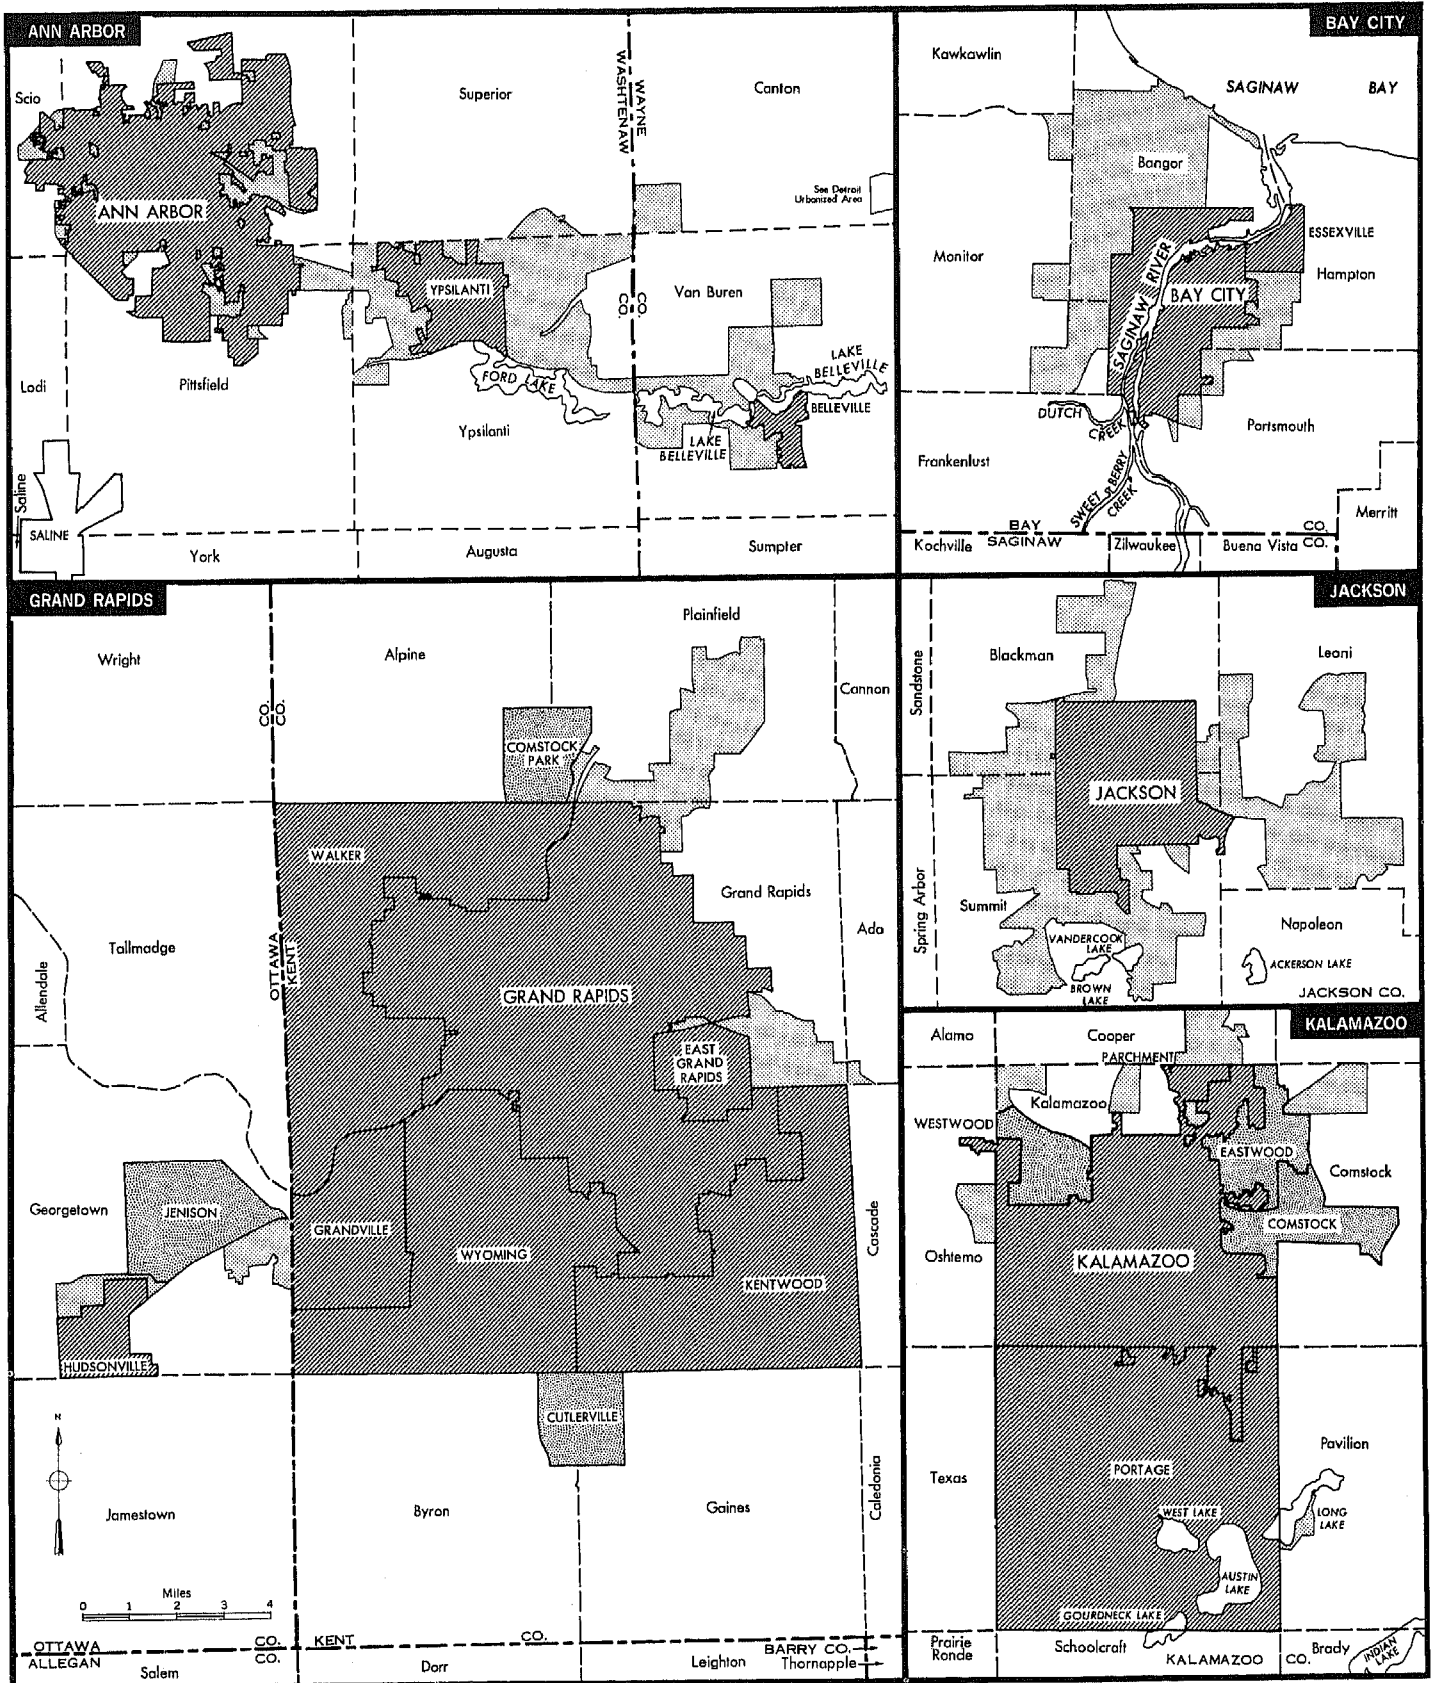 ANN ARBOR
Scio
Superior
WASHTENAW
WAYNE
Canton
See Detroit
Urbanized Area
ANN ARBOR
YPSILANTI
CO.
CO.
Van Buren
Lodi
Pittsfield
FORD LAKE
LAKE
BELLEVILLE
BELLEVILLE
Ypsilanti
LAKE
BELLEVILLE
Saline
SALINE
York
Augusta
Sumpter
BAY CITY
Kawkawlin
SAGINAW BAY
Bangor
Monitor
ESSEXVILLE
Hampton
SAGINAW RIVER
BAY CITY
DUTCH
CREEK
Portsmouth
Frankenlust
SWEET BERRY
CREEK
Merritt
BAY CO.
SAGINAW CO.
Kochville
Zilwaukee
Buena Vista
GRAND RAPIDS
Wright
Alpine
Plainfield
Cannon
CO.
CO.
COMSTOCK
PARK
WALKER
Grand Rapids
Tallmadge
Ada
Allendale
OTTAWA
KENT
GRAND RAPIDS
EAST
GRAND
RAPIDS
Georgetown
JENISON
GRANDVILLE
WYOMING
Cascade
KENTWOOD
HUDSONVILLE
CUTLERVILLE
N
Jamestown
Byron
Gaines
Caledonia
Miles
0 1 2 3 4
OTTAWA CO.
ALLEGAN CO.
KENT CO.
BARRY CO.
Salem
Dorr
Leighton
Thornapple
JACKSON
Sandstone
Blackman
Leoni
JACKSON
Spring Arbor
Summit
VANDERCOOK
LAKE
BROWN
LAKE
Napoleon
ACKERSON LAKE
JACKSON CO.
KALAMAZOO
Alamo
Cooper
PARCHMENT
Kalamazoo
WESTWOOD
EASTWOOD
Comstock
COMSTOCK
Oshtemo
KALAMAZOO
Texas
PORTAGE
Pavilion
WEST LAKE
LONG
LAKE
AUSTIN
LAKE
GOURDNECK LAKE
Prairie
Ronde
Schoolcraft
KALAMAZOO CO.
Brady
INDIAN
LAKE